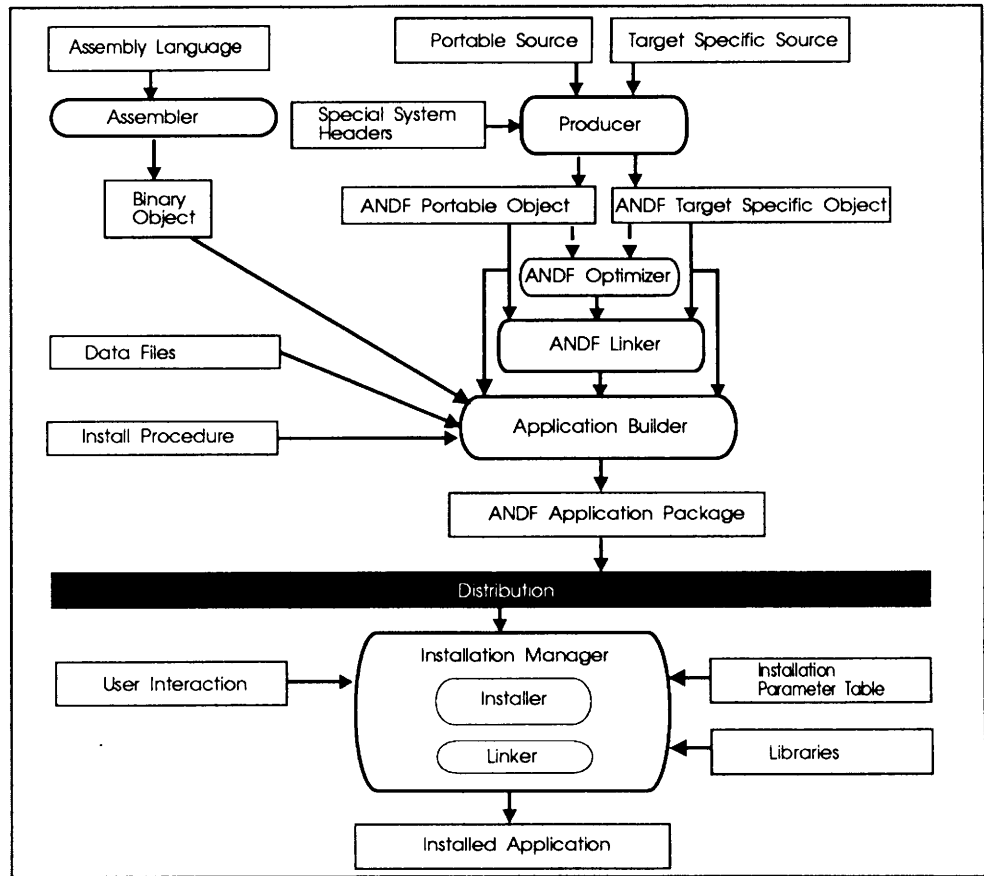 Assembly Language
Portable Source
Target Specific Source
Assembler
Special System
Headers
Producer
Binary
Object
ANDF Portable Object
ANDF Target Specific Object
ANDF Optimizer
ANDF Linker
Data Files
Install Procedure
Application Builder
ANDF Application Package
Distribution
Installation Manager
User Interaction
Installer
Installation
Parameter Table
Linker
Libraries
Installed Application